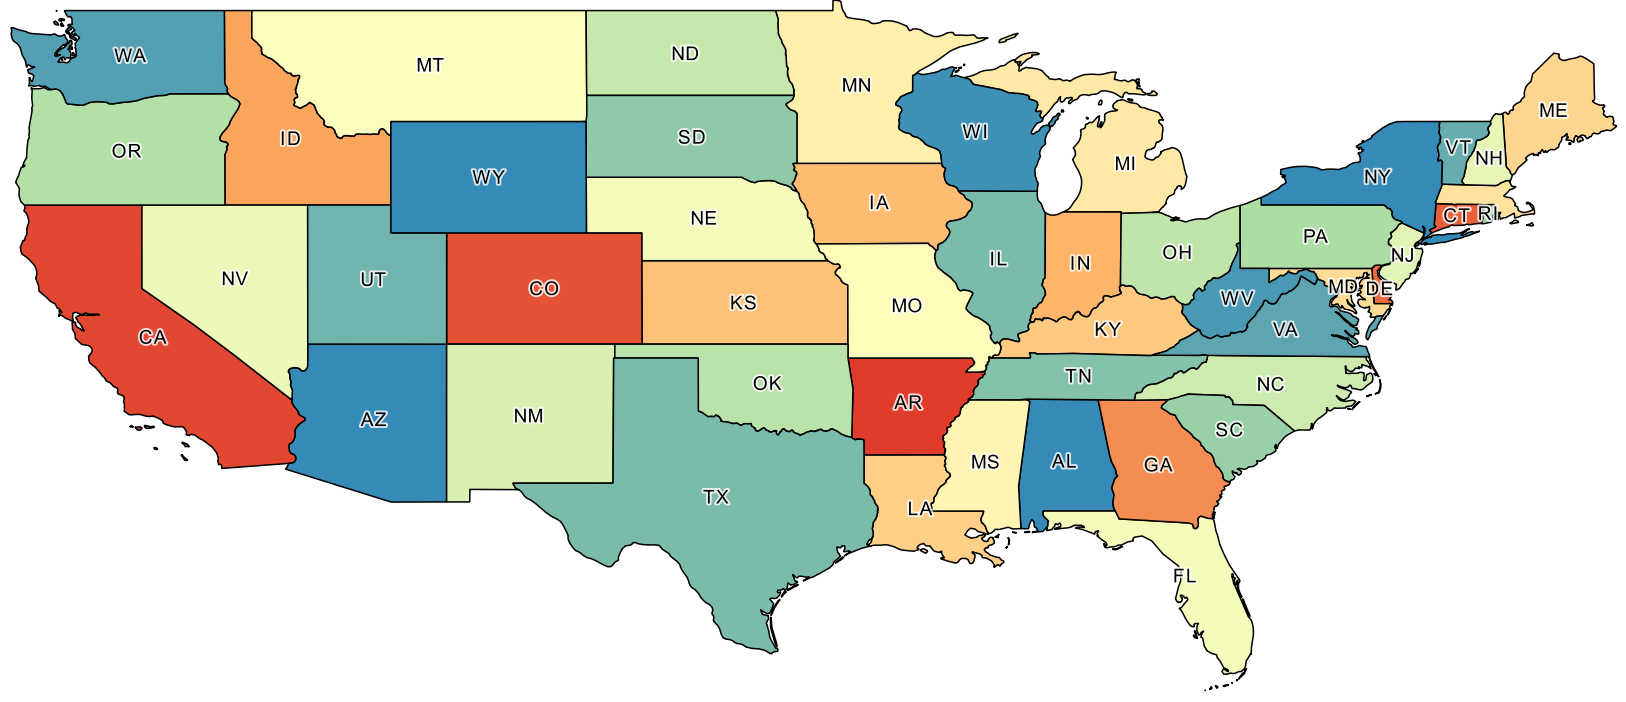 WA
MT
ND
MN
ME
OR
ID
SD
WI
VT
NH
MI
WY
NY
IA
NE
CT
RI
PA
NV
UT
CO
KS
IL
IN
OH
NJ
MD
DE
WV
CA
MO
KY
VA
AZ
NM
OK
AR
TN
NC
SC
TX
LA
MS
AL
GA
FL